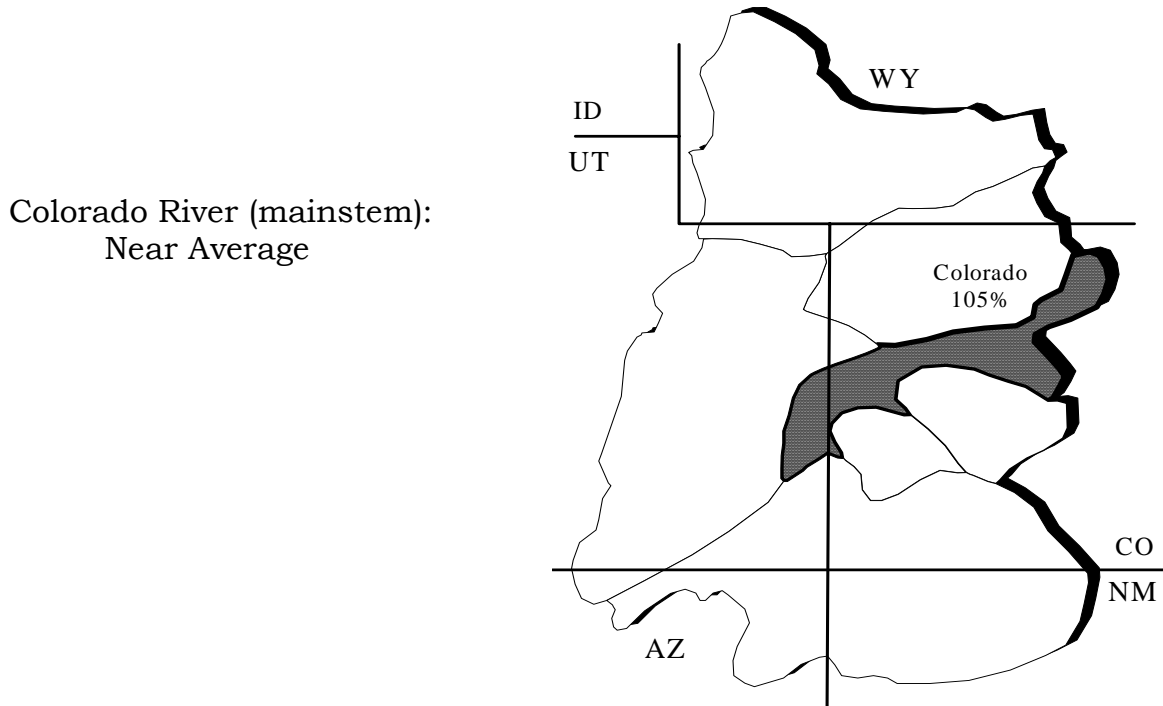 WY
ID
UT
Colorado River (mainstem):
Near Average
Colorado
105%
CO
NM
AZ